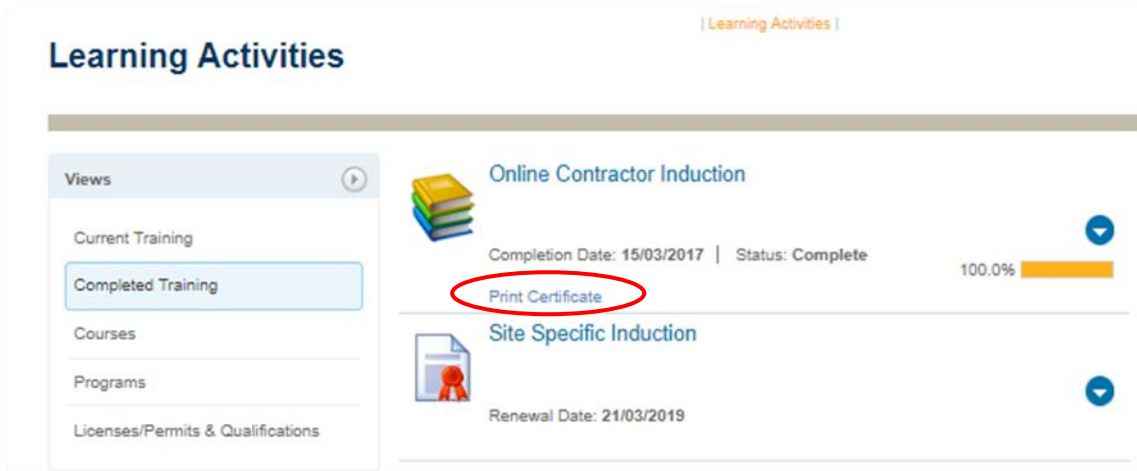 | Learning Activities |
Learning Activities
Views
Current Training
Completed Training
Courses
Programs
Licenses/Permits & Qualifications
Online Contractor Induction
Completion Date: 15/03/2017 | Status: Complete
100.0%
Print Certificate
Site Specific Induction
Renewal Date: 21/03/2019